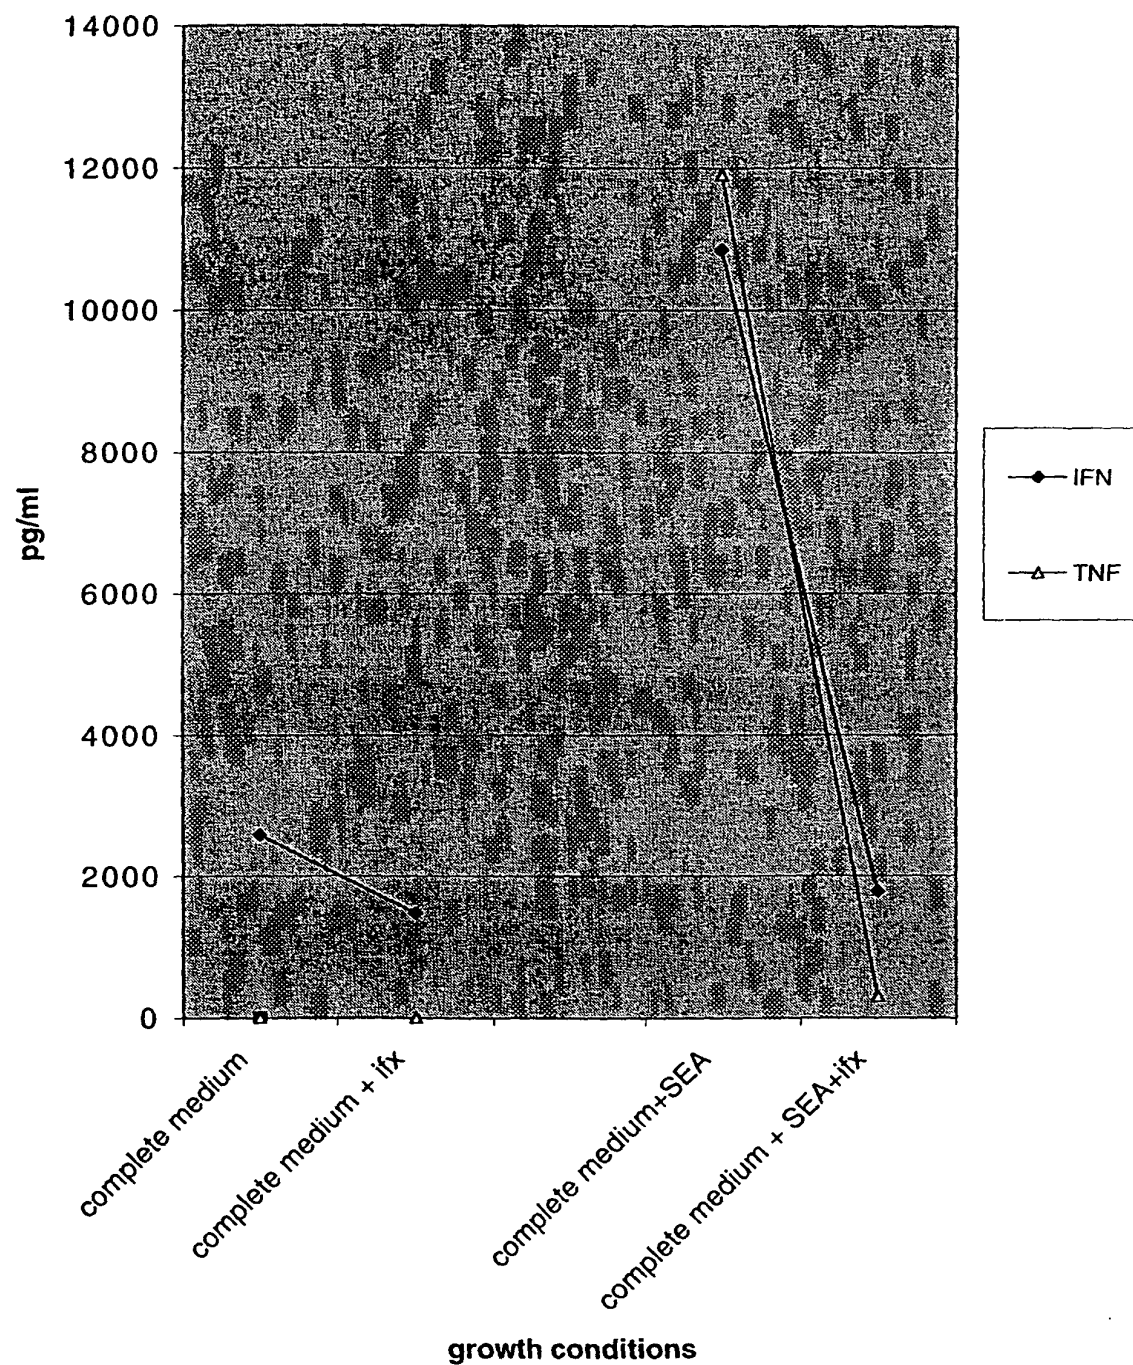 14000
12000
10000
8000
6000
4000
2000
0
pg/ml
IFN
TNF
complete medium
complete medium + ifx
complete medium+SEA
complete medium + SEA+ifx
growth conditions